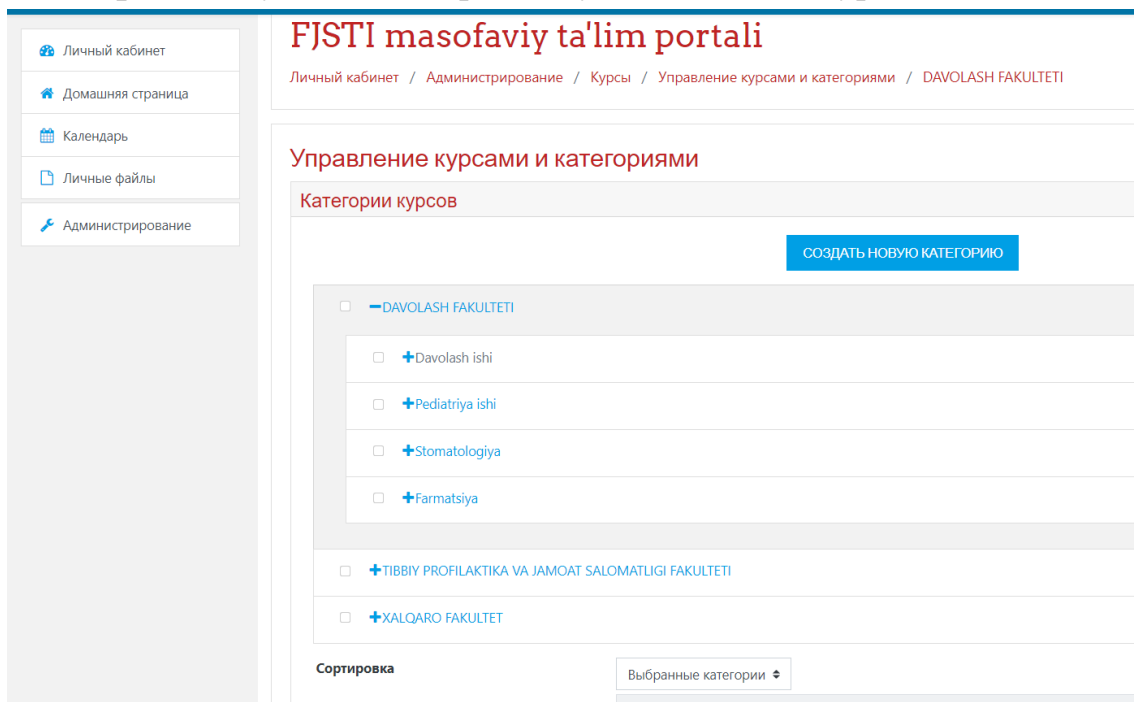 FJSTI masofaviy ta'lim portali
Личный кабинет / Администрирование / Курсы / Управление курсами и категориями / DAVOLASH FAKULTETI
Личный кабинет
Домашняя страница
Календарь
Личные файлы
Администрирование
Управление курсами и категориями
Категории курсов
СОЗДАТЬ НОВУЮ КАТЕГОРИЮ
DAVOLASH FAKULTETI
Davolash ishi
Pediatriya ishi
Stomatologiya
Farmatsiya
TIBBIY PROFILAKTIKA VA JAMOAT SALOMATLIGI FAKULTETI
XALQARO FAKULTET
Сортировка
Выбранные категории